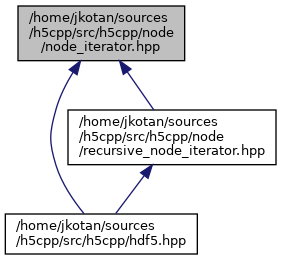 /home/jkotan/sources
/h5cpp/src/h5cpp/node
/node_iterator.hpp
/home/jkotan/sources
/h5cpp/src/h5cpp/node
/recursive_node_iterator.hpp
/home/jkotan/sources
/h5cpp/src/h5cpp/hdf5.hpp